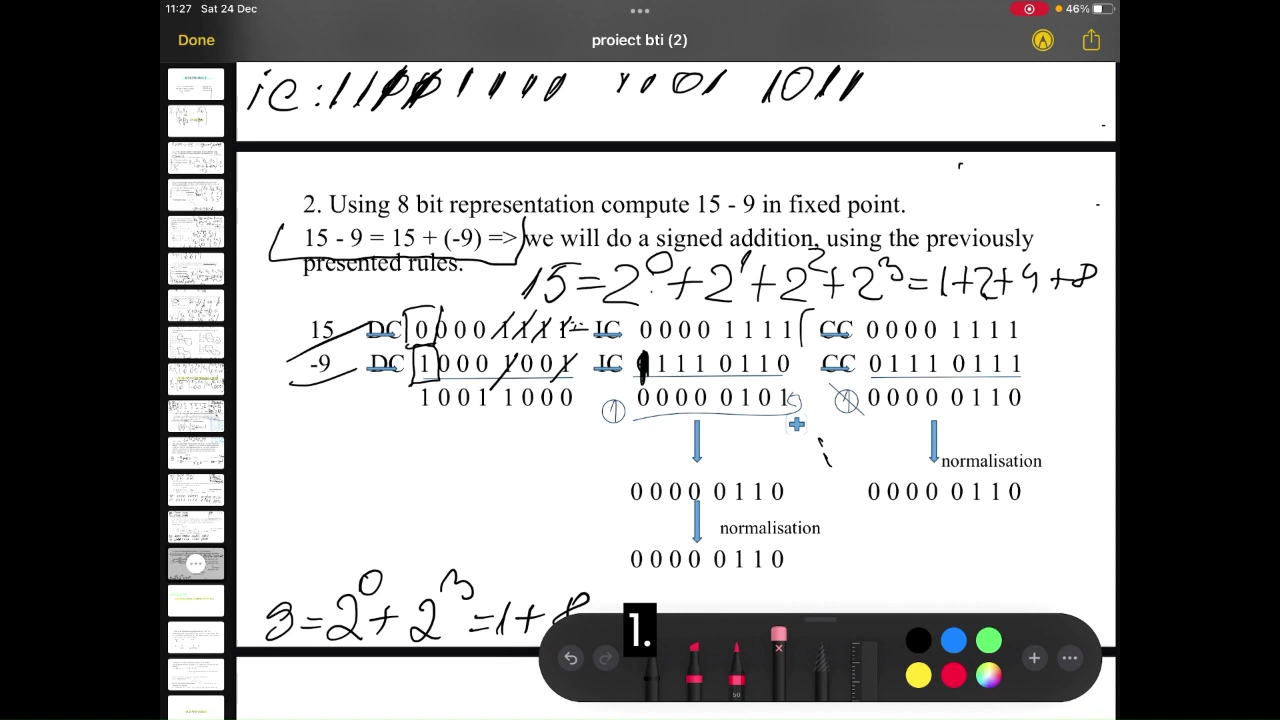 11:27 Sat 24 Dec
46%
Done
proiect bti (2)
2. Using 8 bit representation compute 15 - 9 in fixed point
15 - 9 = 15 + (-9) => we will do a signed addition, using the previously
presented rules.
15=2⁰+2¹+2²+2³=1+2+4+8
15 DC 0 0 0 0 1 1 1 1 IC 0 0 0 0 1 1 1 1 CC 0 0 0 0 1 1 1 1
-9 DC 1 0 0 0 1 0 0 1 IC 1 1 1 0 1 1 0 CC 0 1 1 1 0 1 1 1
1 0 0 1 1 0 0 0 1 0 0 0 0 0 1 0 1 1 0 0 0 0 0 1 1 0
normalisation
0 0 0 0 0 1 1 0 0 0 0 1 1 0
normalisation
0 0 0 0 0 1 1 0
=2⁰+2³=1+8
50